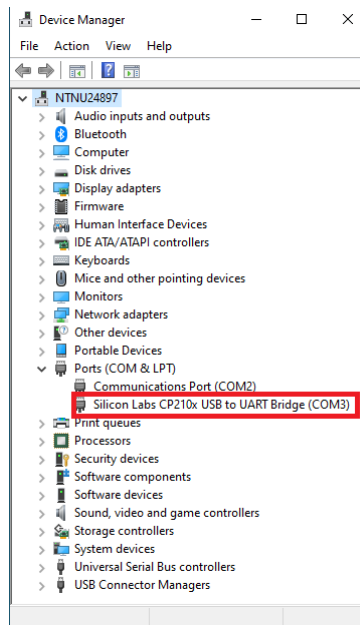 Device Manager
File Action View Help
NTNU24897
Audio inputs and outputs
Bluetooth
Computer
Disk drives
Display adapters
Firmware
Human Interface Devices
IDE ATA/ATAPI controllers
Keyboards
Mice and other pointing devices
Monitors
Network adapters
Other devices
Portable Devices
Ports (COM & LPT)
Communications Port (COM2)
Silicon Labs CP210x USB to UART Bridge (COM3)
Print queues
Processors
Security devices
Software components
Software devices
Sound, video and game controllers
Storage controllers
System devices
Universal Serial Bus controllers
USB Connector Managers